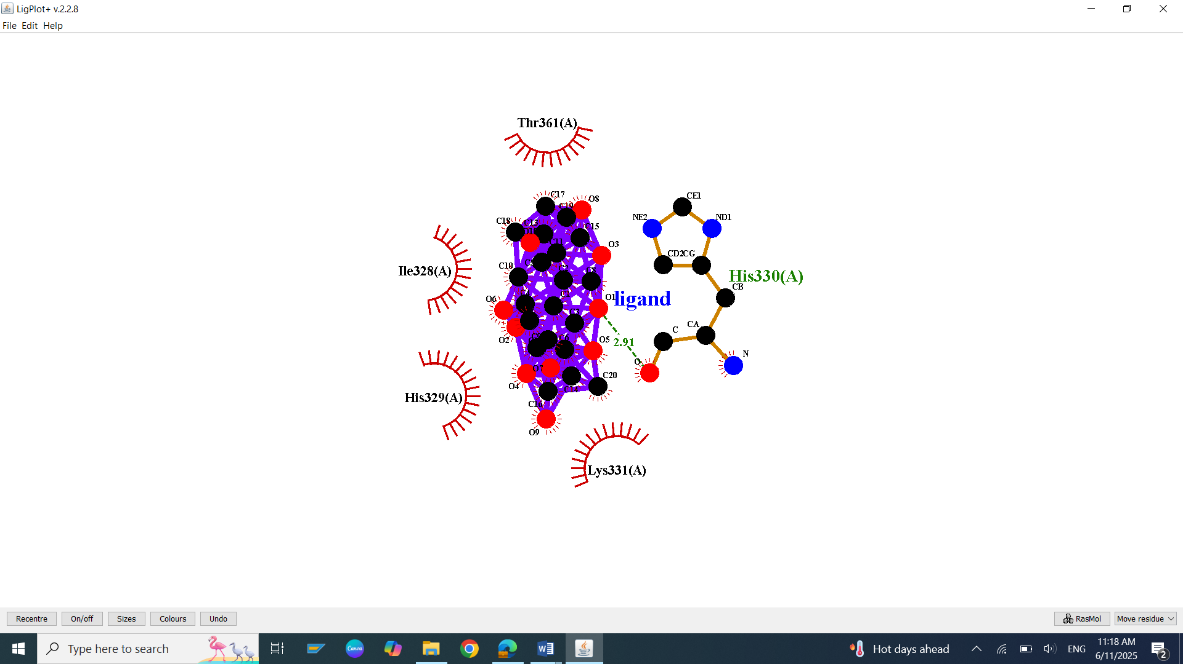 LigPlot+ v.2.2.8
File Edit Help
Thr361(A)
C17
O8
C18
C15
O3
C10
O6
O1
O2
O5
O4
C20
O9
Ile328(A)
His329(A)
Lys331(A)
ligand
2.91
CE1
NE2
ND1
CD2
CG
His330(A)
CB
CA
C
O
N
Recentre
On/off
Sizes
Colours
Undo
RasMol
Move residue
Type here to search
Hot days ahead
ENG
11:18 AM
6/11/2025
2